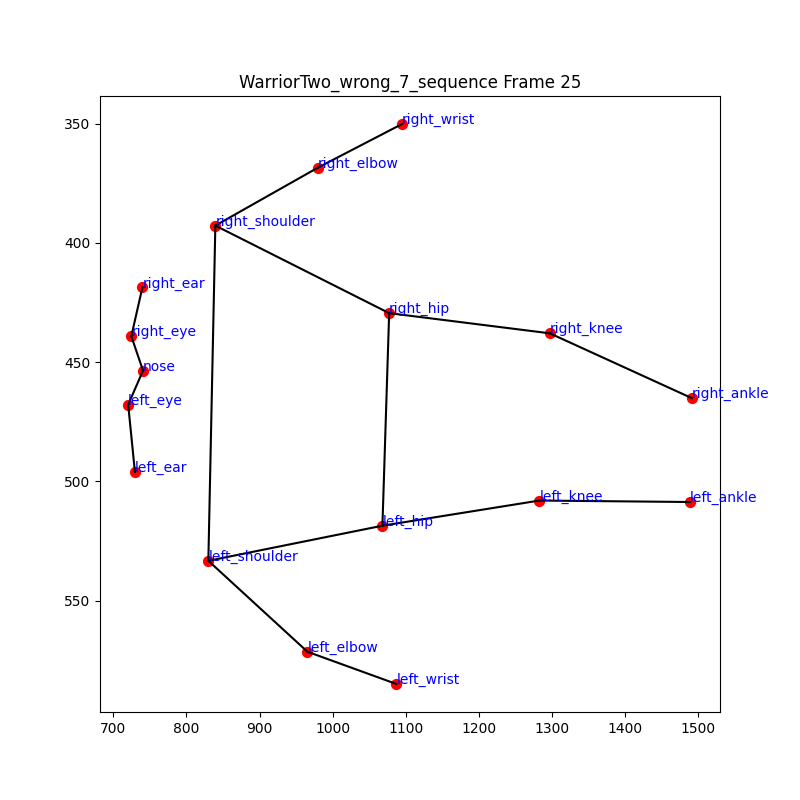 WarriorTwo_wrong_7_sequence Frame 25
350
right_wrist
right_elbow
right_shoulder
400
right_ear
right_hip
right_eye
right_knee
450
nose
right_ankle
left_eye
left_ear
500
left_knee
left_ankle
left_hip
left_shoulder
550
left_elbow
left_wrist
700 800 900 1000 1100 1200 1300 1400 1500